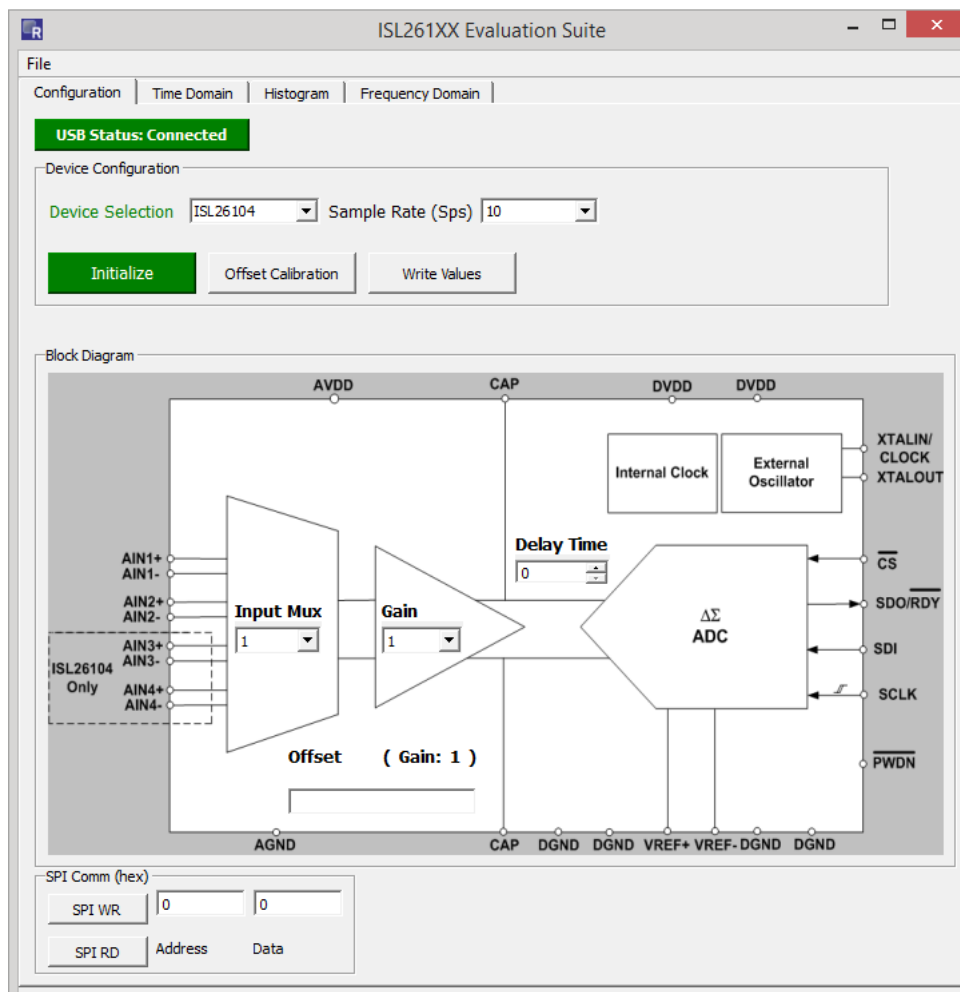 R
ISL261XX Evaluation Suite
File
Configuration Time Domain Histogram Frequency Domain
USB Status: Connected
Device Configuration
Device Selection ISL26104 Sample Rate (Sps) 10
Initialize Offset Calibration Write Values
Block Diagram
AVDD CAP DVDD DVDD
XTALIN/
CLOCK
XTALOUT
Internal Clock
External
Oscillator
Delay Time
0
AIN1+
AIN1-
AIN2+
AIN2-
AIN3+
AIN3-
AIN4+
AIN4-
ISL26104
Only
Input Mux
1
Gain
1
ΔΣ
ADC
CS
SDO/RDY
SDI
SCLK
PWDN
Offset ( Gain: 1 )
AGND CAP DGND DGND VREF+ VREF- DGND DGND
SPI Comm (hex)
SPI WR 0 0
SPI RD Address Data